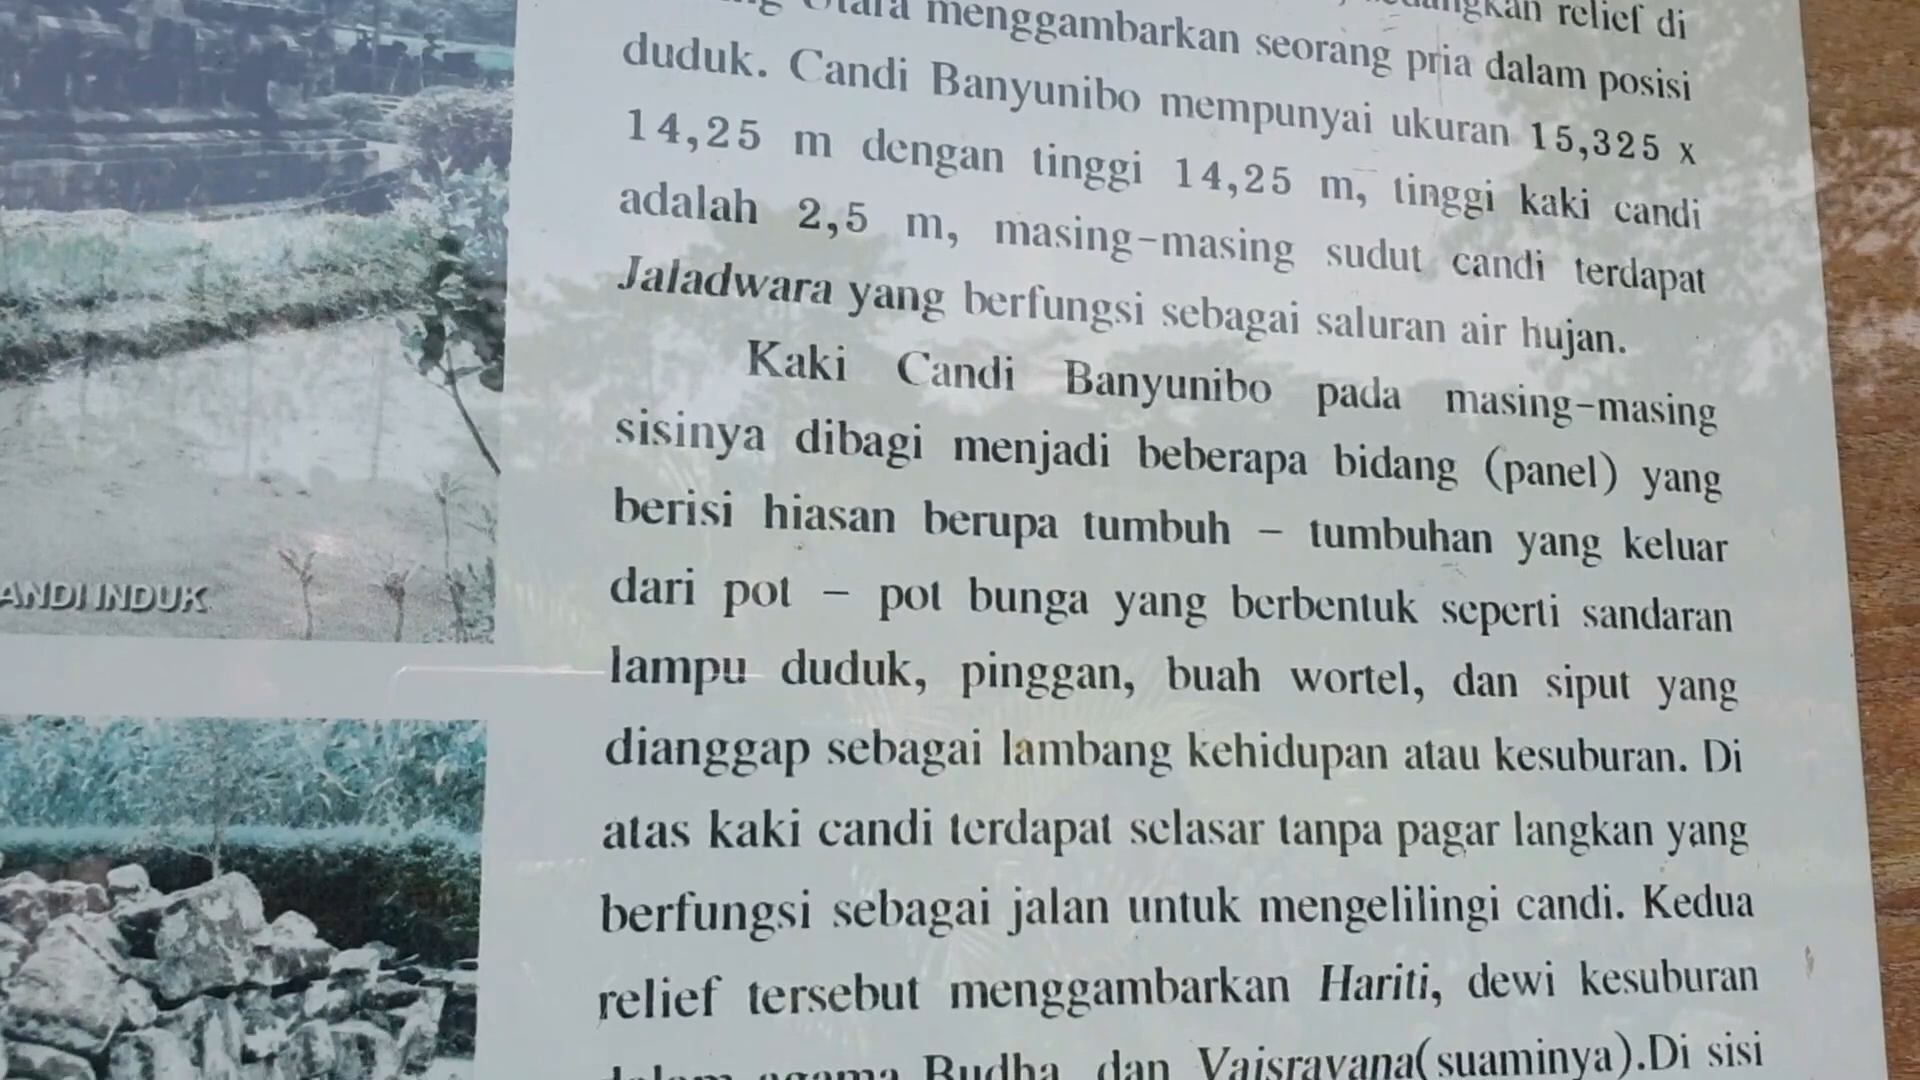 menggambarkan seorang pria dalam posisi
relief di
duduk. Candi Banyunibo mempunyai ukuran 15,325 x
14,25 m dengan tinggi 14,25 m, tinggi kaki candi
adalah 2,5 m, masing-masing sudut candi terdapat
Jaladwara yang berfungsi sebagai saluran air hujan.
Kaki Candi Banyunibo pada masing-masing
sisinya dibagi menjadi beberapa bidang (panel) yang
berisi hiasan berupa tumbuh – tumbuhan yang keluar
dari pot – pot bunga yang berbentuk seperti sandaran
lampu duduk, pinggan, buah wortel, dan siput yang
dianggap sebagai lambang kehidupan atau kesuburan. Di
atas kaki candi terdapat selasar tanpa pagar langkan yang
berfungsi sebagai jalan untuk mengelilingi candi. Kedua
relief tersebut menggambarkan Hariti, dewi kesuburan
dalam agama Budha dan Vaisravana(suaminya).Di sisi
ANDI INDUK